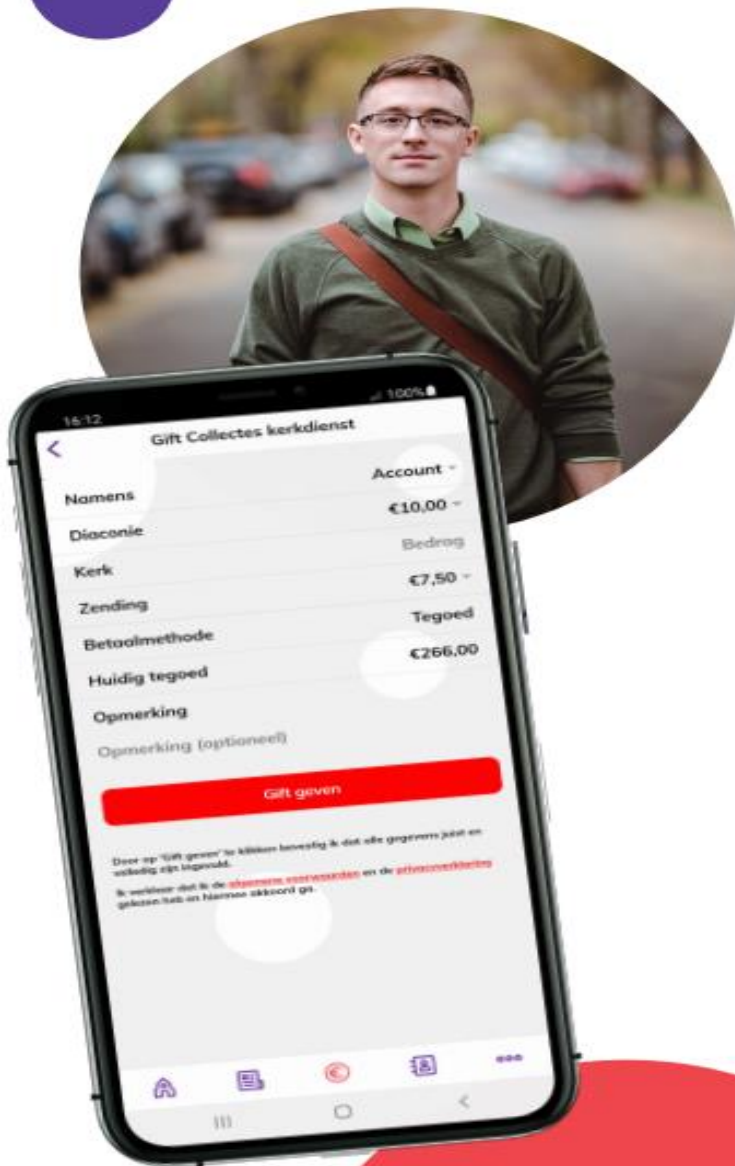 16:12 100%
Gift Collectes kerkdienst
Namens Account
Diaconie €10,00
Kerk Bedrag
Zending €7,50
Betaalmethode Tegoed
Huidig tegoed €266,00
Opmerking
Opmerking (optioneel)
Gift geven
Door op 'Gift geven' te klikken bevestig ik dat alle gegevens juist en
volledig zijn ingevuld.
Ik verklaar dat ik de algemene voorwaarden en de privacyverklaring
gelezen heb en hiermee akkoord ga.